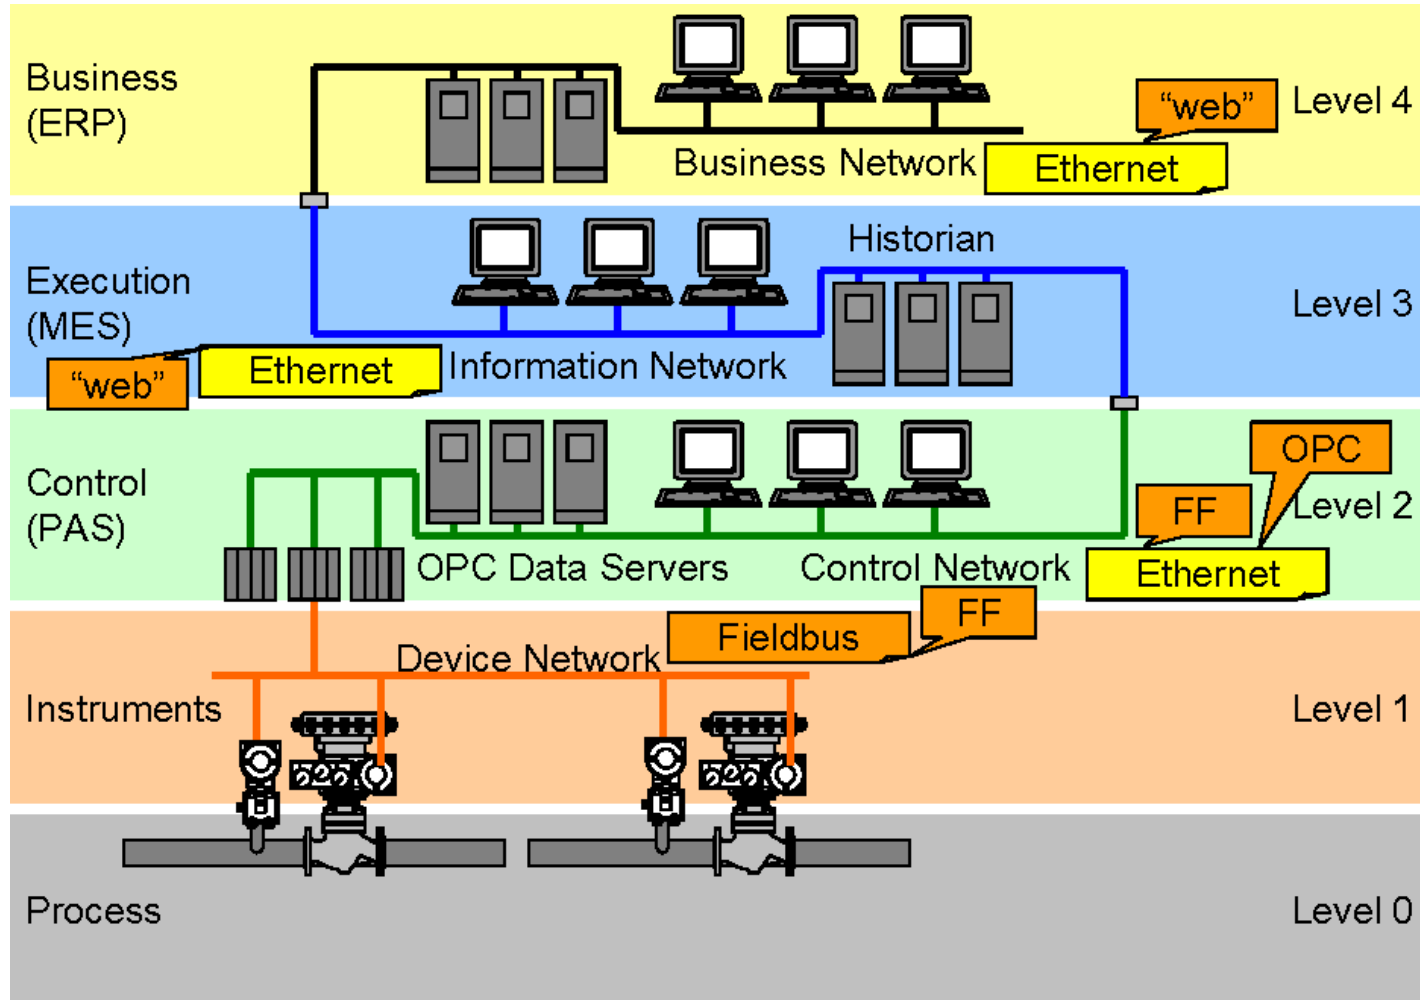 Business
(ERP)
"web"
Level 4
Business Network
Ethernet
Historian
Execution
(MES)
Level 3
"web"
Ethernet
Information Network
OPC
Control
(PAS)
FF
Level 2
OPC Data Servers
Control Network
Ethernet
FF
Fieldbus
Device Network
Instruments
Level 1
Process
Level 0